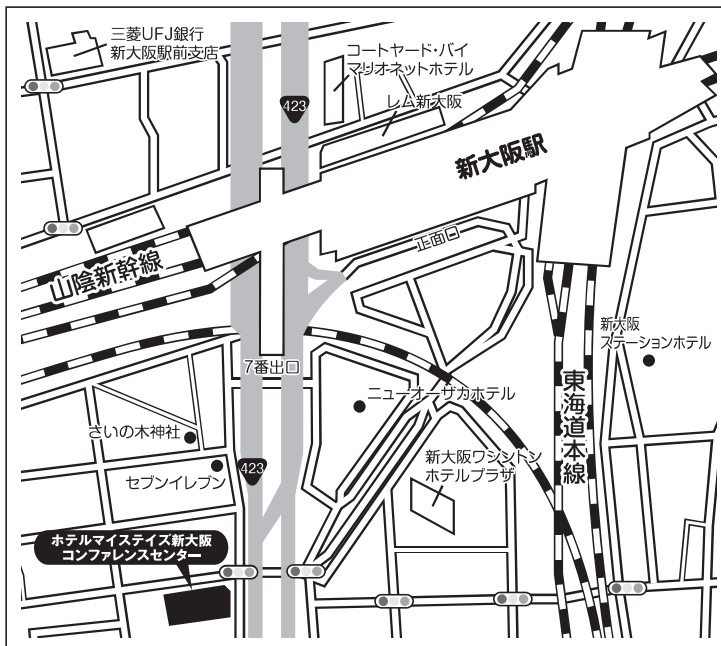 三菱UFJ銀行
新大阪駅前支店
コートヤード・バイ
マリオネットホテル
423
レム新大阪
新大阪駅
正面口
山陰新幹線
新大阪
ステーションホテル
7番出口
東海道本線
ニューオーサカホテル
さいの木神社
新大阪ワシントン
ホテルプラザ
423
セブンイレブン
ホテルマイステイズ新大阪
コンファレンスセンター